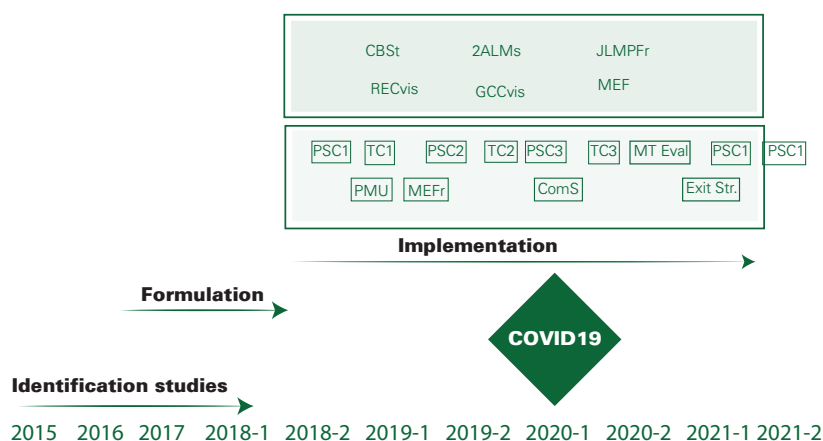 CBSt 2ALMs JLMPFr
RECvis GCCvis MEF
PSC1 TC1 PSC2 TC2 PSC3 TC3 MT Eval PSC1 PSC1
PMU MEFr ComS Exit Str.
Implementation
Formulation
COVID19
Identification studies
2015 2016 2017 2018-1 2018-2 2019-1 2019-2 2020-1 2020-2 2021-1 2021-2